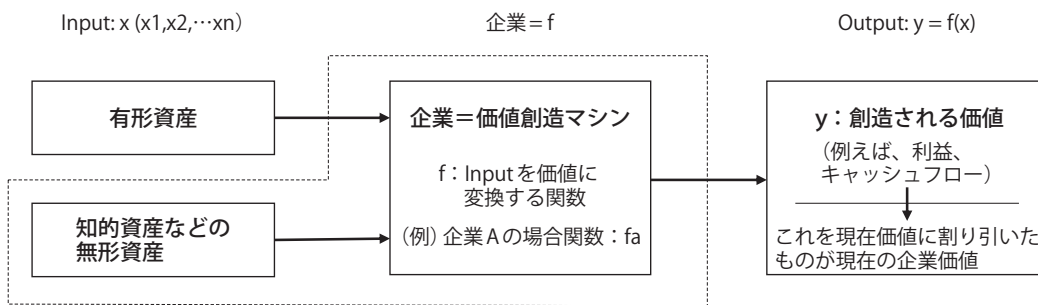 Input: x (x1,x2,…xn）
企業＝f
Output: y＝f(x)
有形資産
知的資産などの
無形資産
企業＝価値創造マシン
f：Inputを価値に
変換する関数
（例）企業Aの場合関数：fa
y：創造される価値
（例えば、利益、
キャッシュフロー）
これを現在価値に割り引いた
ものが現在の企業価値